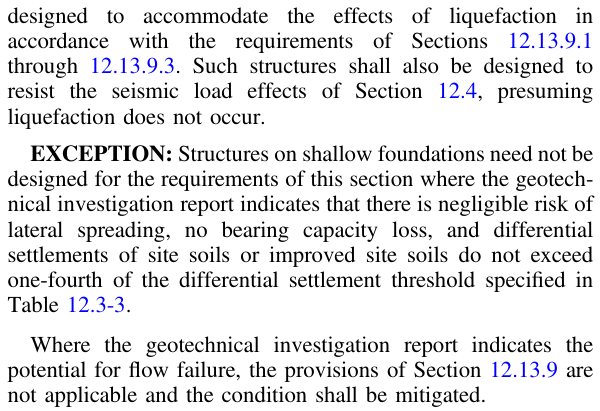 designed to accommodate the effects of liquefaction in
accordance with the requirements of Sections 12.13.9.1
through 12.13.9.3. Such structures shall also be designed to
resist the seismic load effects of Section 12.4, presuming
liquefaction does not occur.
EXCEPTION: Structures on shallow foundations need not be
designed for the requirements of this section where the geotech-
nical investigation report indicates that there is negligible risk of
lateral spreading, no bearing capacity loss, and differential
settlements of site soils or improved site soils do not exceed
one-fourth of the differential settlement threshold specified in
Table 12.3-3.
Where the geotechnical investigation report indicates the
potential for flow failure, the provisions of Section 12.13.9 are
not applicable and the condition shall be mitigated.